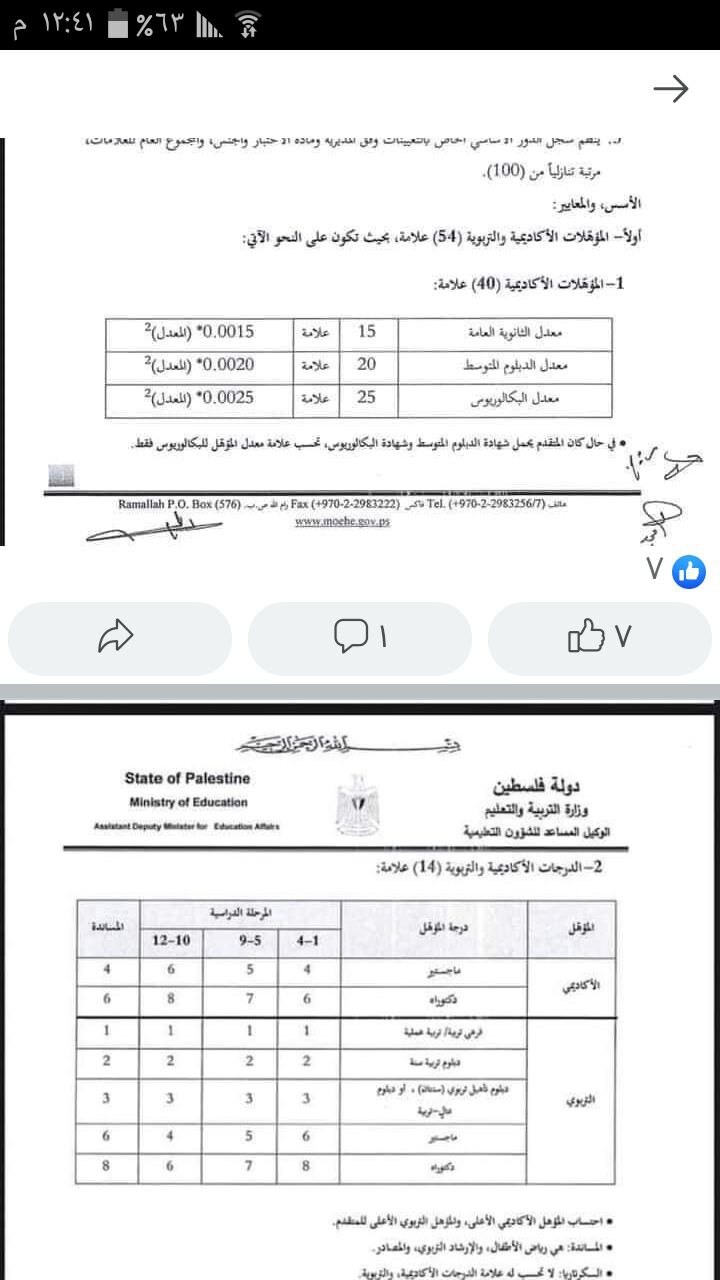 ١٢:٤١ م %٦٣
5. ينظم سجل الدور الأساسي الخاص بالتعيينات وفق المديرية ومادة الاختبار والجنس، والمجموع العام للعلامات،
مرتبة تنازلياً من (100).
الأسس، والمعايير:
أولاً– المؤهلات الأكاديمية والتربوية (54) علامة، بحيث تكون على النحو الآتي:
1–المؤهلات الأكاديمية (40) علامة:
معدل الثانوية العامة 15 علامة 0.0015* (المعدل)²
معدل الدبلوم المتوسط 20 علامة 0.0020* (المعدل)²
معدل البكالوريوس 25 علامة 0.0025* (المعدل)²
• في حال كان المتقدم يحمل شهادة الدبلوم المتوسط وشهادة البكالوريوس، تحسب علامة معدل المؤهل للبكالوريوس فقط.
هاتف Tel. (+970-2-2983256/7) فاكس Fax (+970-2-2983222) رام الله ص.ب. Ramallah P.O. Box (576)
www.moehe.gov.ps
٧
٧ ١
بسم الله الرحمن الرحيم
دولة فلسطين State of Palestine
وزارة التربية والتعليم Ministry of Education
الوكيل المساعد للشؤون التعليمية Assistant Deputy Minister for Education Affairs
2–الدرجات الأكاديمية والتربوية (14) علامة:
المؤهل درجة المؤهل المرحلة الدراسية المساندة
4–1 9–5 12–10
الأكاديمي ماجستير 4 5 6 4
دكتوراه 6 7 8 6
التربوي فرعي تربية/ تربية عملية 1 1 1 1
دبلوم تربية سنة 2 2 2 2
دبلوم تأهيل تربوي (سنتان) ، أو دبلوم عالٍ–تربية 3 3 3 3
ماجستير 6 5 4 6
دكتوراه 8 7 6 8
• احتساب المؤهل الأكاديمي الأعلى، والمؤهل التربوي الأعلى للمتقدم.
• المساندة: هي رياض الأطفال، والإرشاد التربوي، والمصادر.
• السكرتاريا: لا تحسب له علامة الدرجات الأكاديمية، والتربوية.